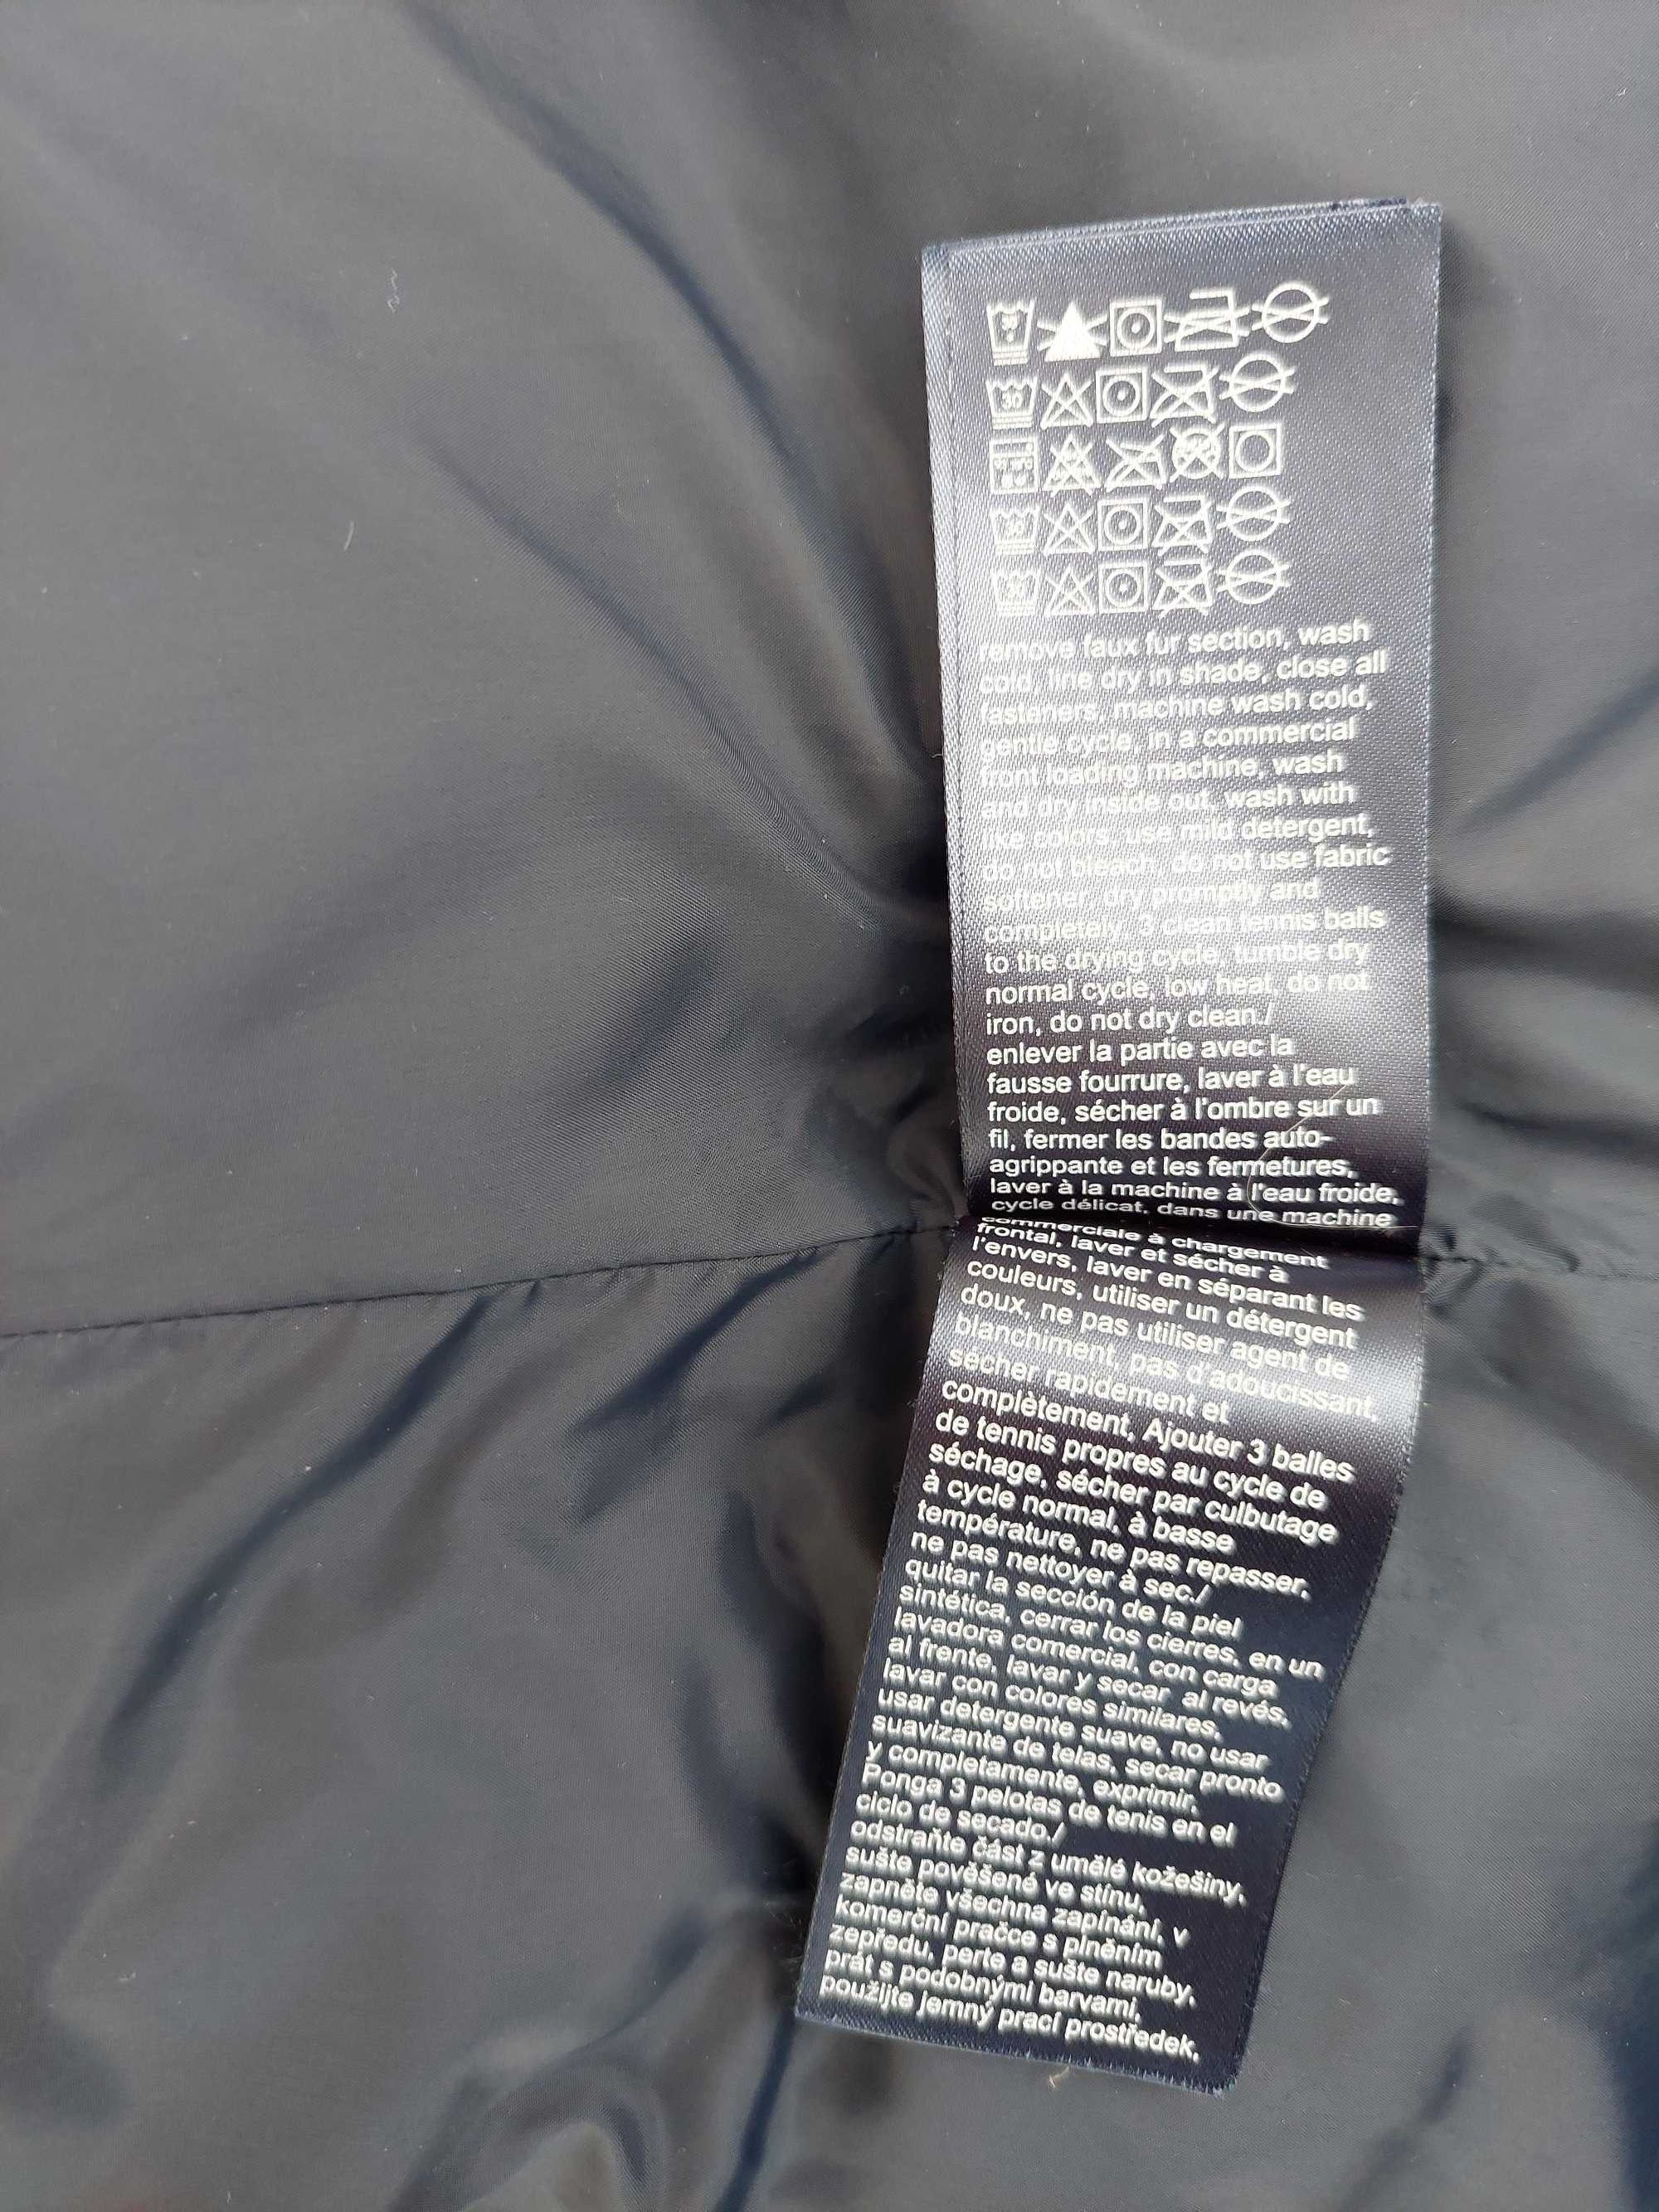 remove faux fur section, wash
cold, line dry in shade, close all
fasteners, machine wash cold,
gentle cycle, in a commercial
front loading machine, wash
and dry inside out, wash with
like colors, use mild detergent,
do not bleach, do not use fabric
softener, dry promptly and
completely, 3 clean tennis balls
to the drying cycle, tumble dry
normal cycle, low heat, do not
iron, do not dry clean./
enlever la partie avec la
fausse fourrure, laver à l'eau
froide, sécher à l'ombre sur un
fil, fermer les bandes auto-
agrippante et les fermetures,
laver à la machine à l'eau froide,
cycle délicat, dans une machine
commerciale à chargement
frontal, laver et sécher à
l'envers, laver en séparant les
couleurs, utiliser un détergent
doux, ne pas utiliser agent de
blanchiment, pas d'adoucissant,
sécher rapidement et
complètement, Ajouter 3 balles
de tennis propres au cycle de
séchage, sécher par culbutage
à cycle normal, à basse
température, ne pas repasser,
ne pas nettoyer à sec./
quitar la sección de la piel
sintética, cerrar los cierres, en un
lavadora comercial, con carga
al frente, lavar y secar al revés,
lavar con colores similares,
usar detergente suave, no usar
suavizante de telas, secar pronto
y completamente, exprimir,
Ponga 3 pelotas de tenis en el
ciclo de secado./
odstraňte část z umělé kožešiny,
sušte pověšené ve stínu,
zapněte všechna zapínání, v
komerční pračce s plněním
zepředu, perte a sušte naruby,
prát s podobnými barvami,
použijte jemný prací prostředek,